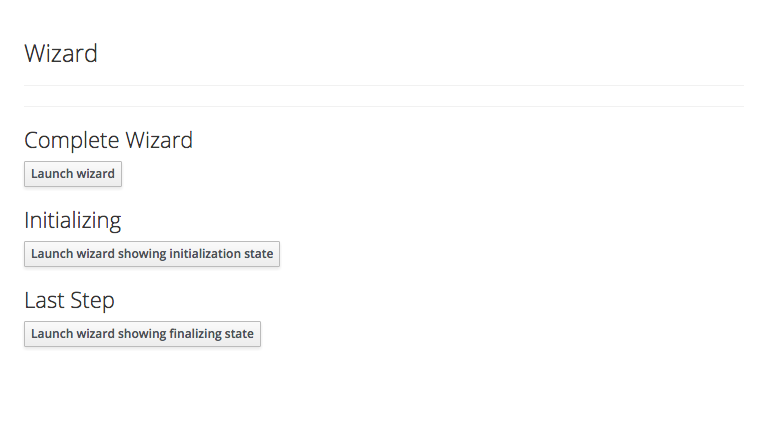 Wizard
Complete Wizard
Launch wizard
Initializing
Launch wizard showing initialization state
Last Step
Launch wizard showing finalizing state